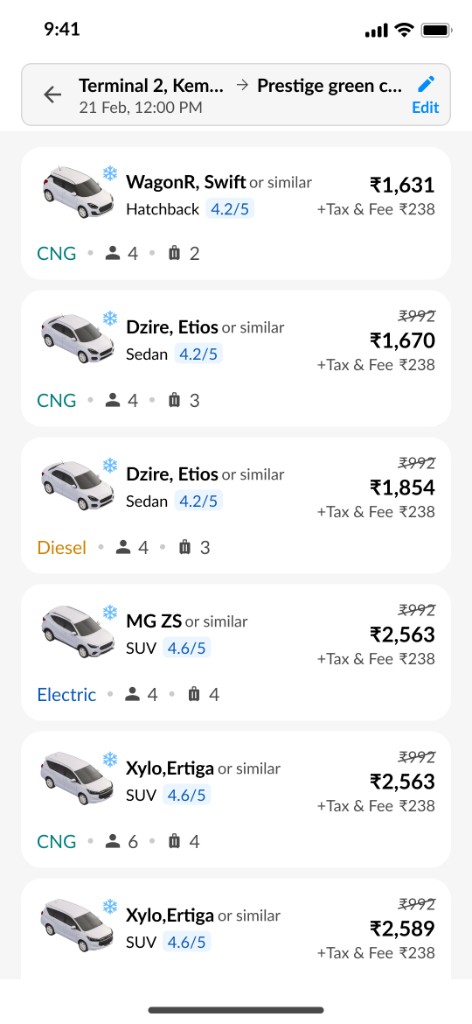 9:41
Terminal 2, Kem... → Prestige green c...
21 Feb, 12:00 PM
Edit
WagonR, Swift or similar
₹1,631
Hatchback 4.2/5
+Tax & Fee ₹238
CNG • 4 • 2
₹992
Dzire, Etios or similar
₹1,670
Sedan 4.2/5
+Tax & Fee ₹238
CNG • 4 • 3
₹992
Dzire, Etios or similar
₹1,854
Sedan 4.2/5
+Tax & Fee ₹238
Diesel • 4 • 3
₹992
MG ZS or similar
₹2,563
SUV 4.6/5
+Tax & Fee ₹238
Electric • 4 • 4
₹992
Xylo,Ertiga or similar
₹2,563
SUV 4.6/5
+Tax & Fee ₹238
CNG • 6 • 4
₹992
Xylo,Ertiga or similar
₹2,589
SUV 4.6/5
+Tax & Fee ₹238